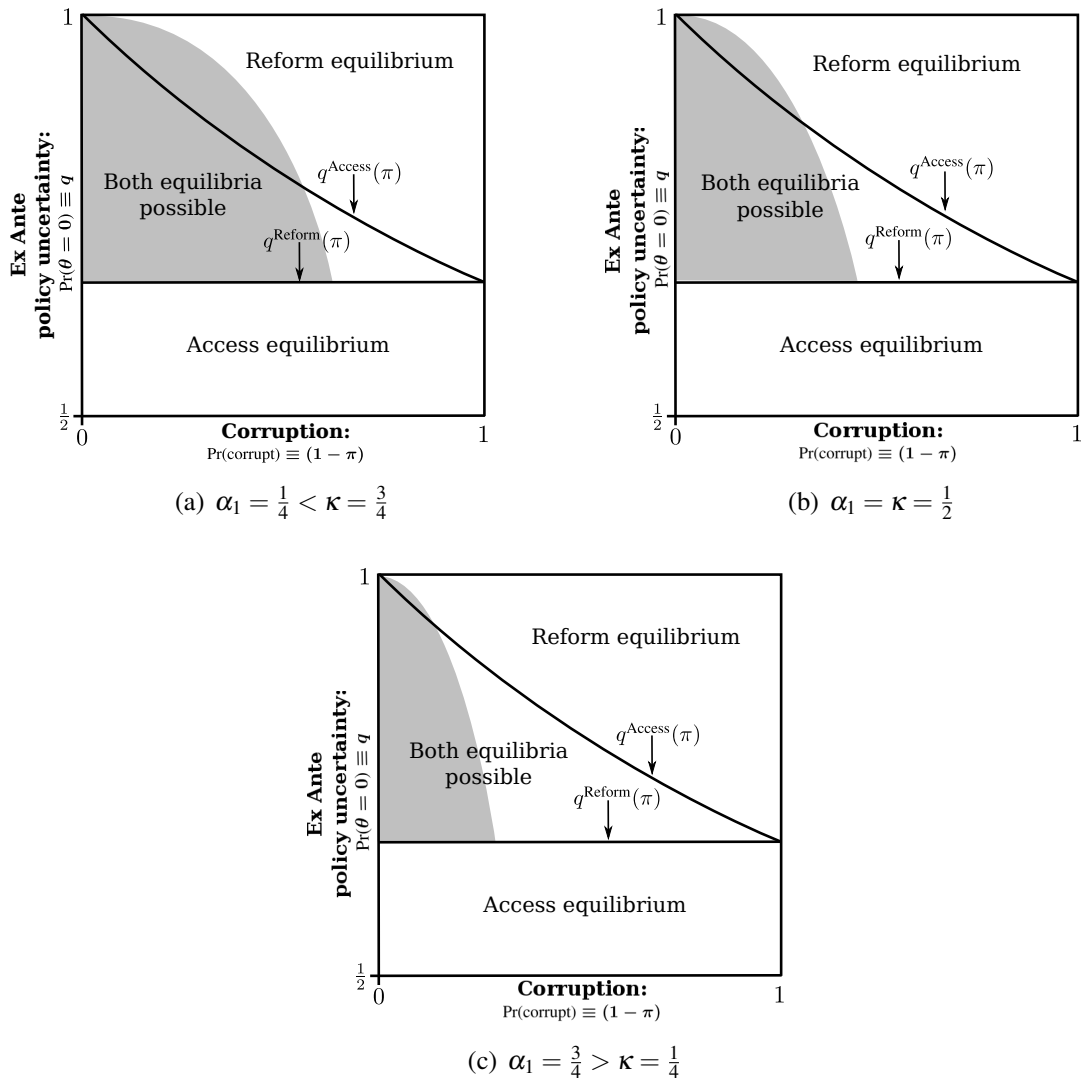 1
Reform equilibrium
Both equilibria
possible
q^Access(π)
q^Reform(π)
Access equilibrium
Ex Ante
policy uncertainty:
Pr(θ = 0) ≡ q
1/2
0
1
Corruption:
Pr(corrupt) ≡ (1 − π)
(a) α₁ = 1/4 < κ = 3/4
1
Reform equilibrium
Both equilibria
possible
q^Access(π)
q^Reform(π)
Access equilibrium
Ex Ante
policy uncertainty:
Pr(θ = 0) ≡ q
1/2
0
1
Corruption:
Pr(corrupt) ≡ (1 − π)
(b) α₁ = κ = 1/2
1
Reform equilibrium
q^Access(π)
Both equilibria
possible
q^Reform(π)
Access equilibrium
Ex Ante
policy uncertainty:
Pr(θ = 0) ≡ q
1/2
0
1
Corruption:
Pr(corrupt) ≡ (1 − π)
(c) α₁ = 3/4 > κ = 1/4